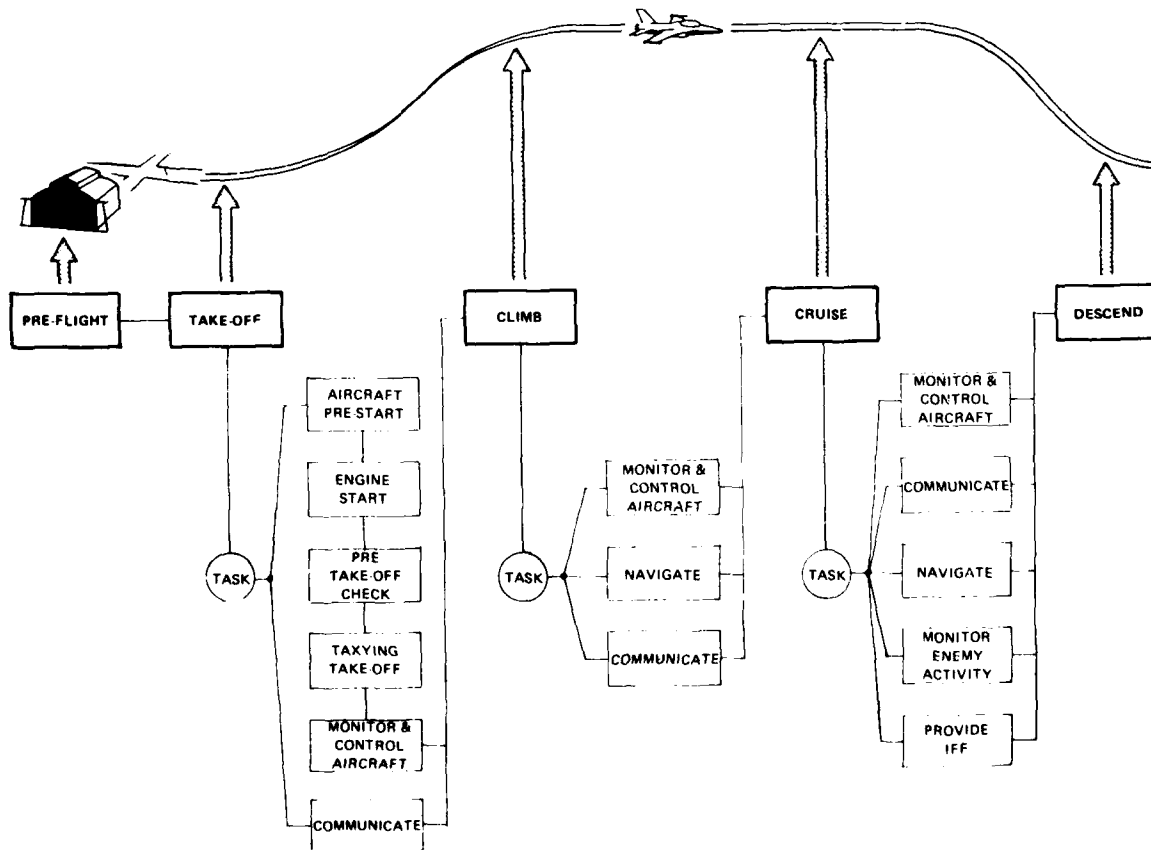 PRE-FLIGHT
TAKE-OFF
CLIMB
CRUISE
DESCEND
TASK
AIRCRAFT
PRE-START
ENGINE
START
PRE
TAKE-OFF
CHECK
TAXYING
TAKE-OFF
MONITOR &
CONTROL
AIRCRAFT
COMMUNICATE
TASK
MONITOR &
CONTROL
AIRCRAFT
NAVIGATE
COMMUNICATE
TASK
MONITOR &
CONTROL
AIRCRAFT
COMMUNICATE
NAVIGATE
MONITOR
ENEMY
ACTIVITY
PROVIDE
IFF